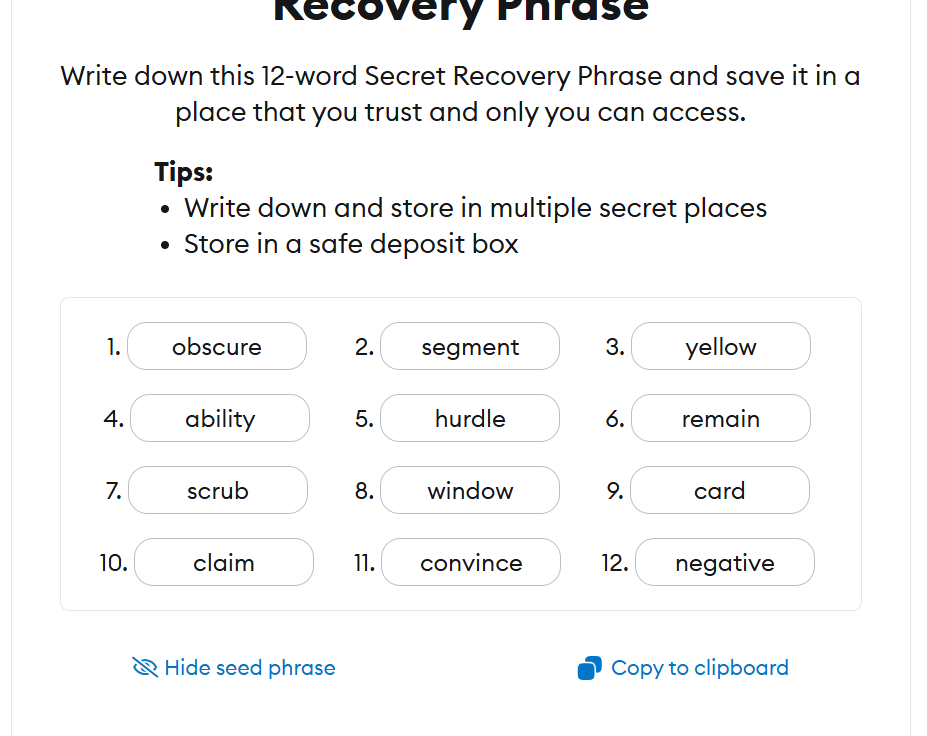 Recovery Phrase
Write down this 12-word Secret Recovery Phrase and save it in a
place that you trust and only you can access.
Tips:
• Write down and store in multiple secret places
• Store in a safe deposit box
1. obscure 2. segment 3. yellow
4. ability 5. hurdle 6. remain
7. scrub 8. window 9. card
10. claim 11. convince 12. negative
Hide seed phrase Copy to clipboard